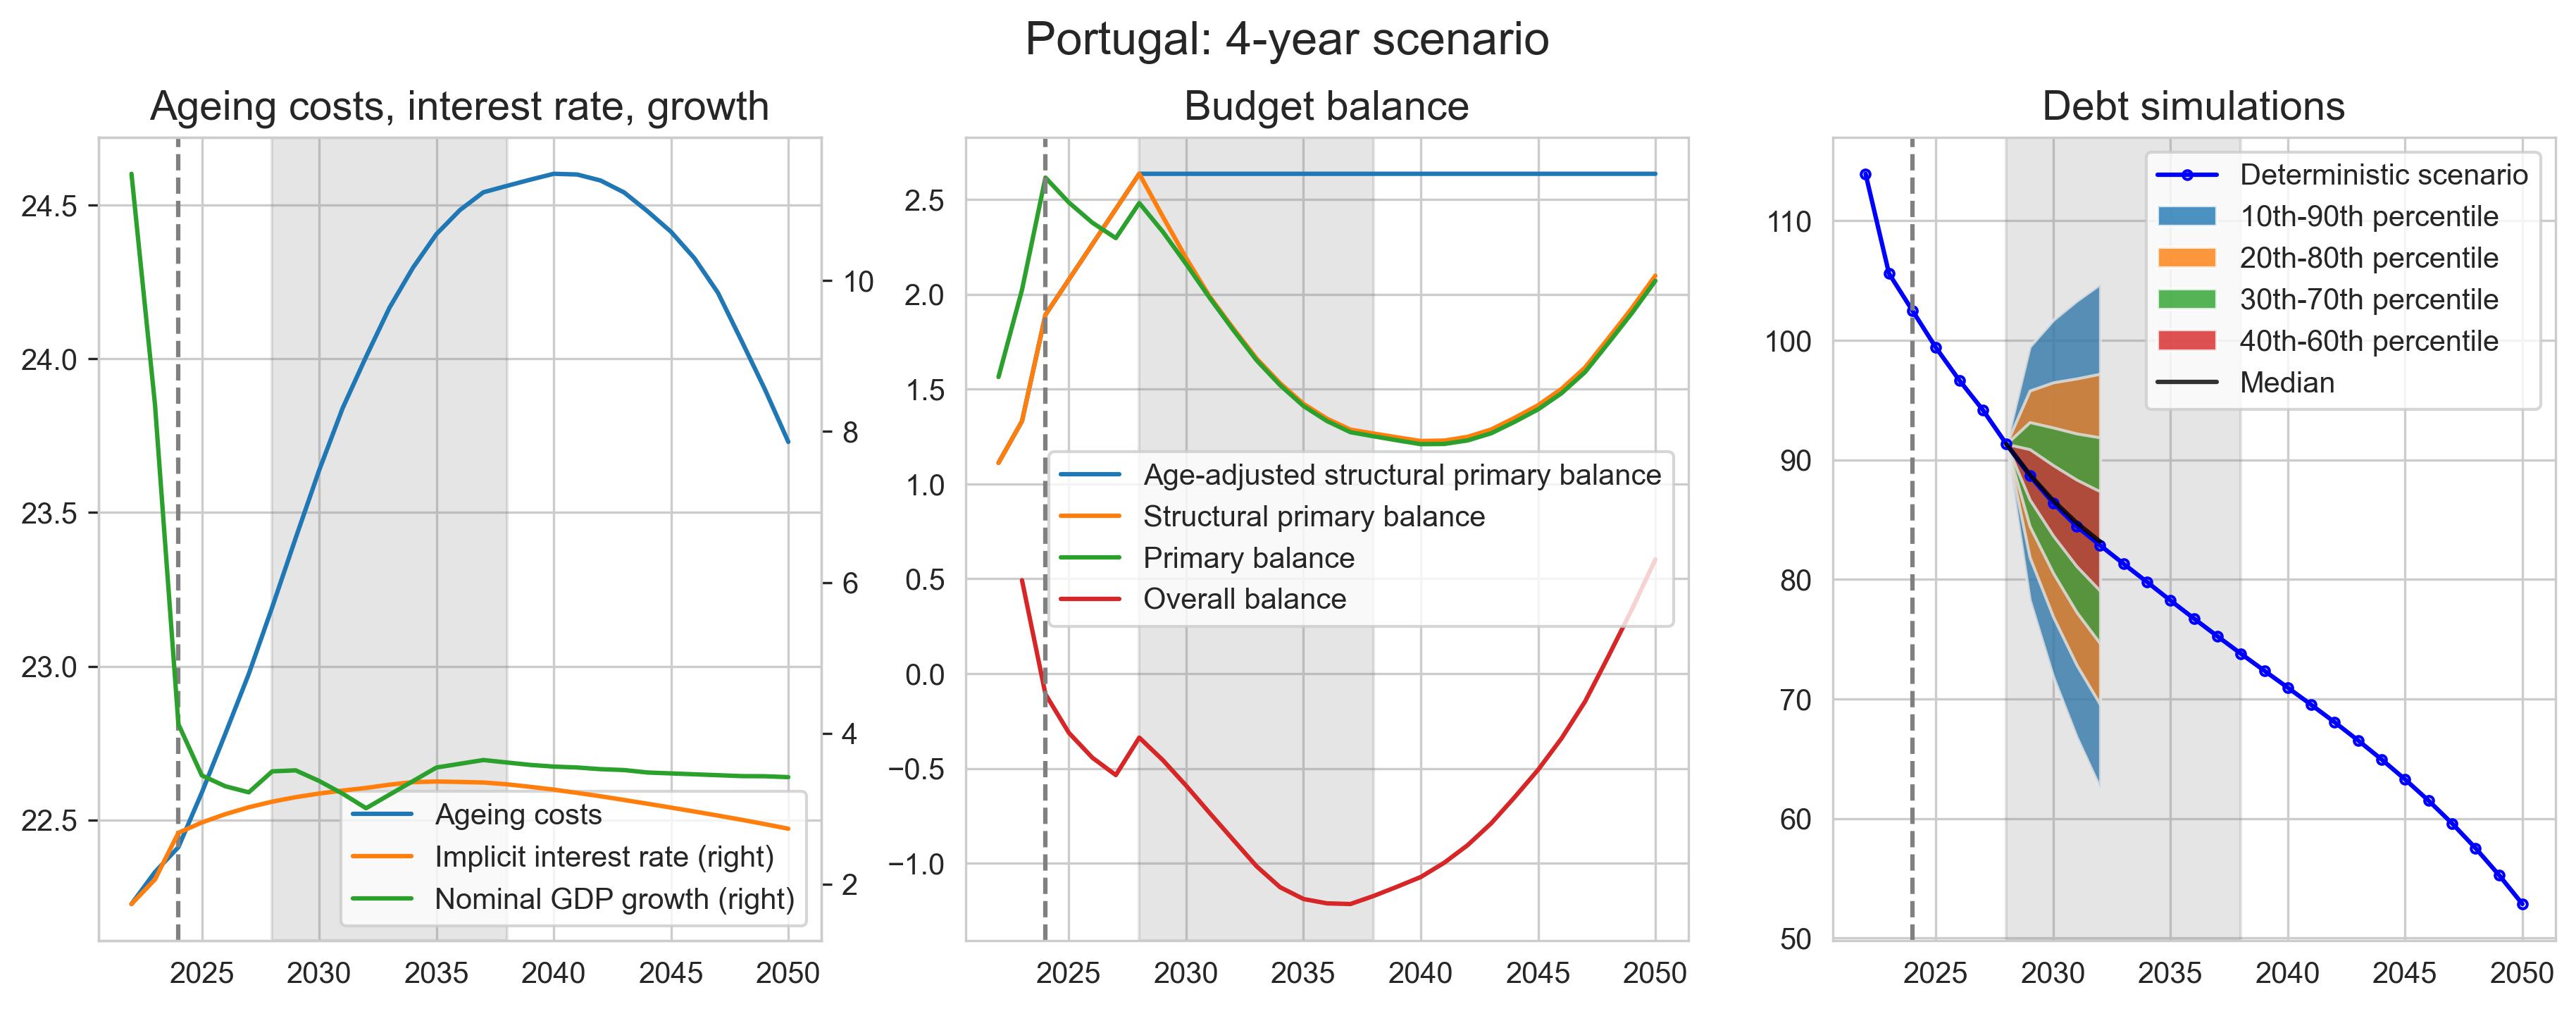 Portugal: 4-year scenario
Ageing costs, interest rate, growth
24.5
24.0
23.5
23.0
22.5
10
8
6
4
2
2025 2030 2035 2040 2045 2050
Ageing costs
Implicit interest rate (right)
Nominal GDP growth (right)
Budget balance
2.5
2.0
1.5
1.0
0.5
0.0
−0.5
−1.0
2025 2030 2035 2040 2045 2050
Age-adjusted structural primary balance
Structural primary balance
Primary balance
Overall balance
Debt simulations
110
100
90
80
70
60
50
2025 2030 2035 2040 2045 2050
Deterministic scenario
10th-90th percentile
20th-80th percentile
30th-70th percentile
40th-60th percentile
Median